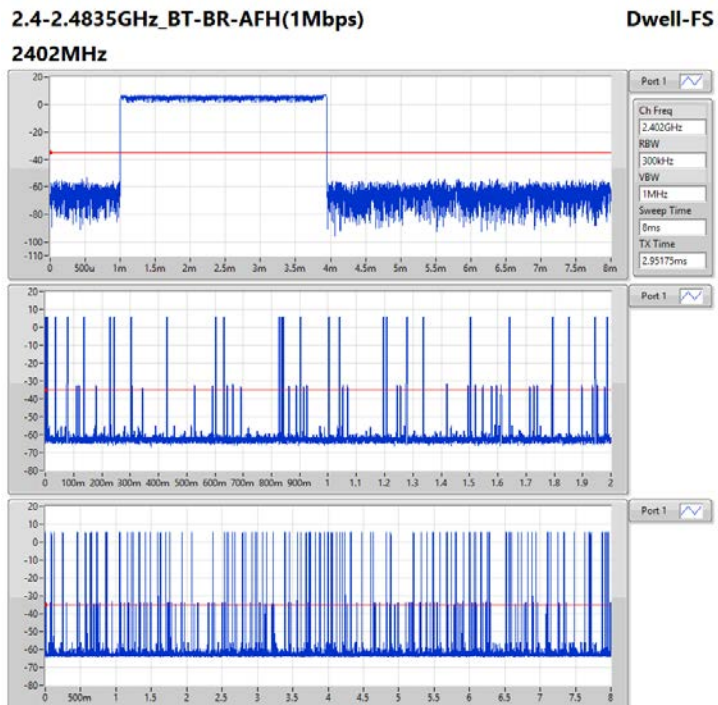 2.4-2.4835GHz_BT-BR-AFH(1Mbps) Dwell-FS
2402MHz
Port 1
20
0
-20
-40
-60
-80
-100
-110
0 500u 1m 1.5m 2m 2.5m 3m 3.5m 4m 4.5m 5m 5.5m 6m 6.5m 7m 7.5m 8m
Ch Freq
2.402GHz
RBW
300kHz
VBW
1MHz
Sweep Time
8ms
TX Time
2.95175ms
Port 1
20
10
0
-10
-20
-30
-40
-50
-60
-70
-80
0 100m 200m 300m 400m 500m 600m 700m 800m 900m 1 1.1 1.2 1.3 1.4 1.5 1.6 1.7 1.8 1.9 2
Port 1
20
10
0
-10
-20
-30
-40
-50
-60
-70
-80
0 500m 1 1.5 2 2.5 3 3.5 4 4.5 5 5.5 6 6.5 7 7.5 8